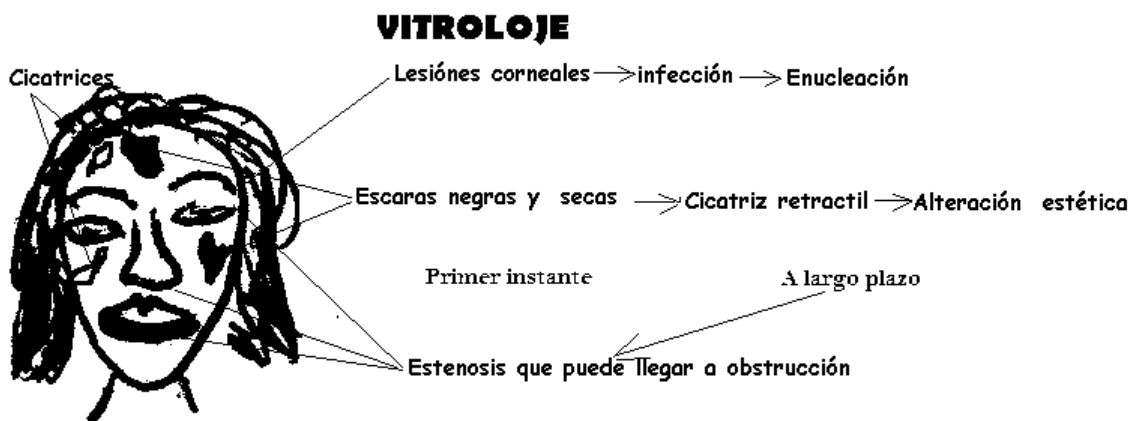 VITROLOJE
Cicatrices
Lesiónes corneales infección Enucleación
Escaras negras y secas Cicatriz retractil Alteración estética
Primer instante A largo plazo
Estenosis que puede llegar a obstrucción